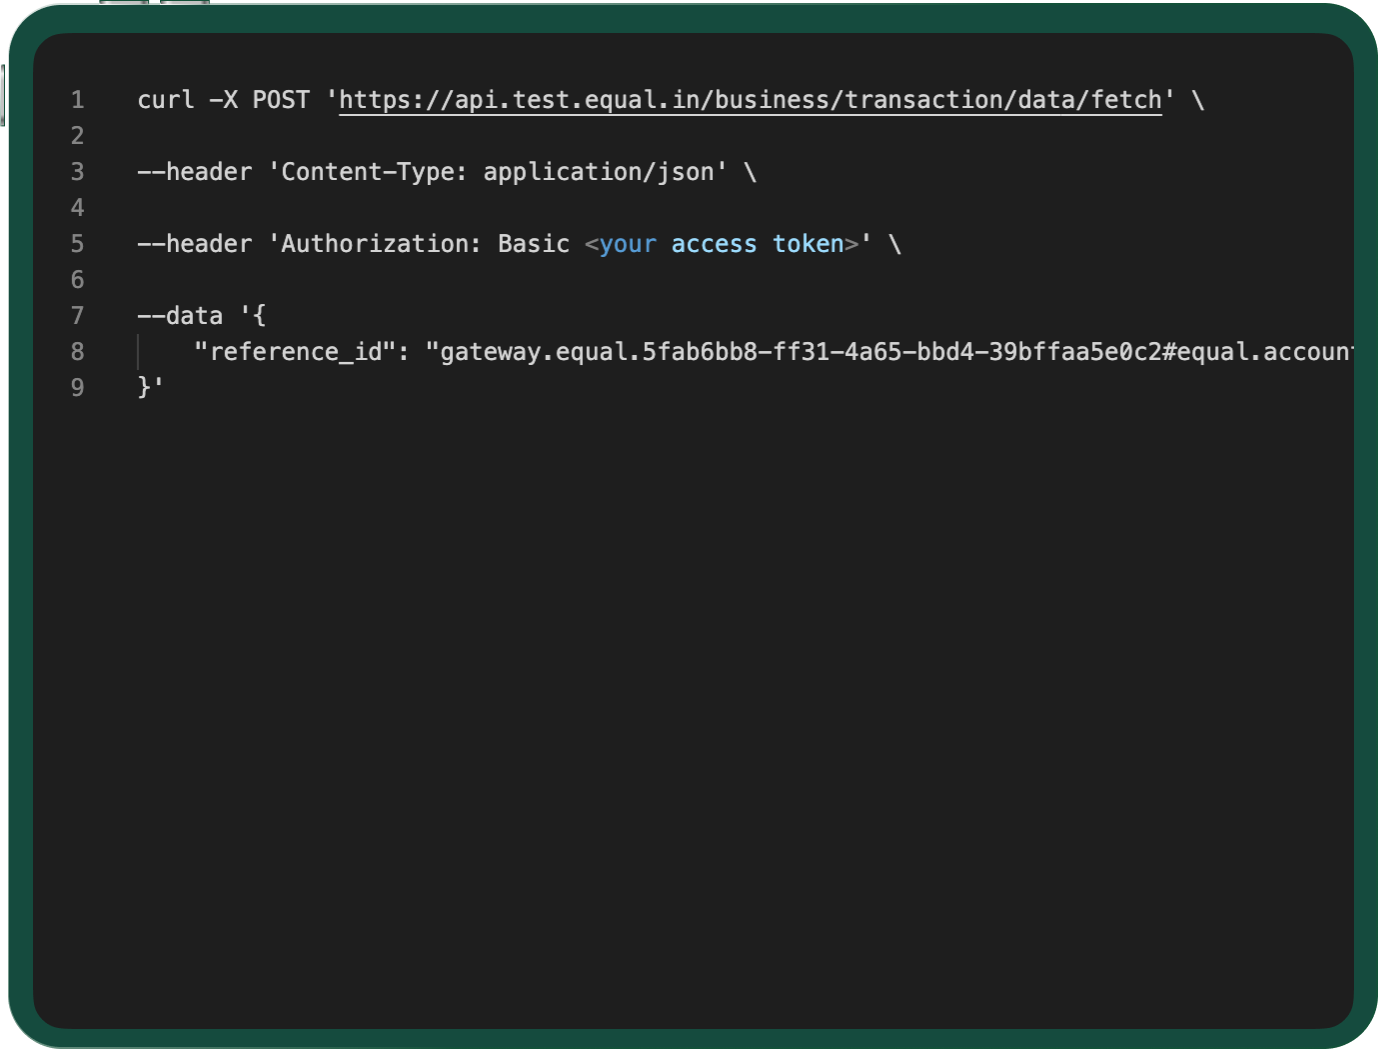 1 curl -X POST 'https://api.test.equal.in/business/transaction/data/fetch' \
2
3 --header 'Content-Type: application/json' \
4
5 --header 'Authorization: Basic <your access token>' \
6
7 --data '{
8 "reference_id": "gateway.equal.5fab6bb8-ff31-4a65-bbd4-39bffaa5e0c2#equal.accoun
9 }'